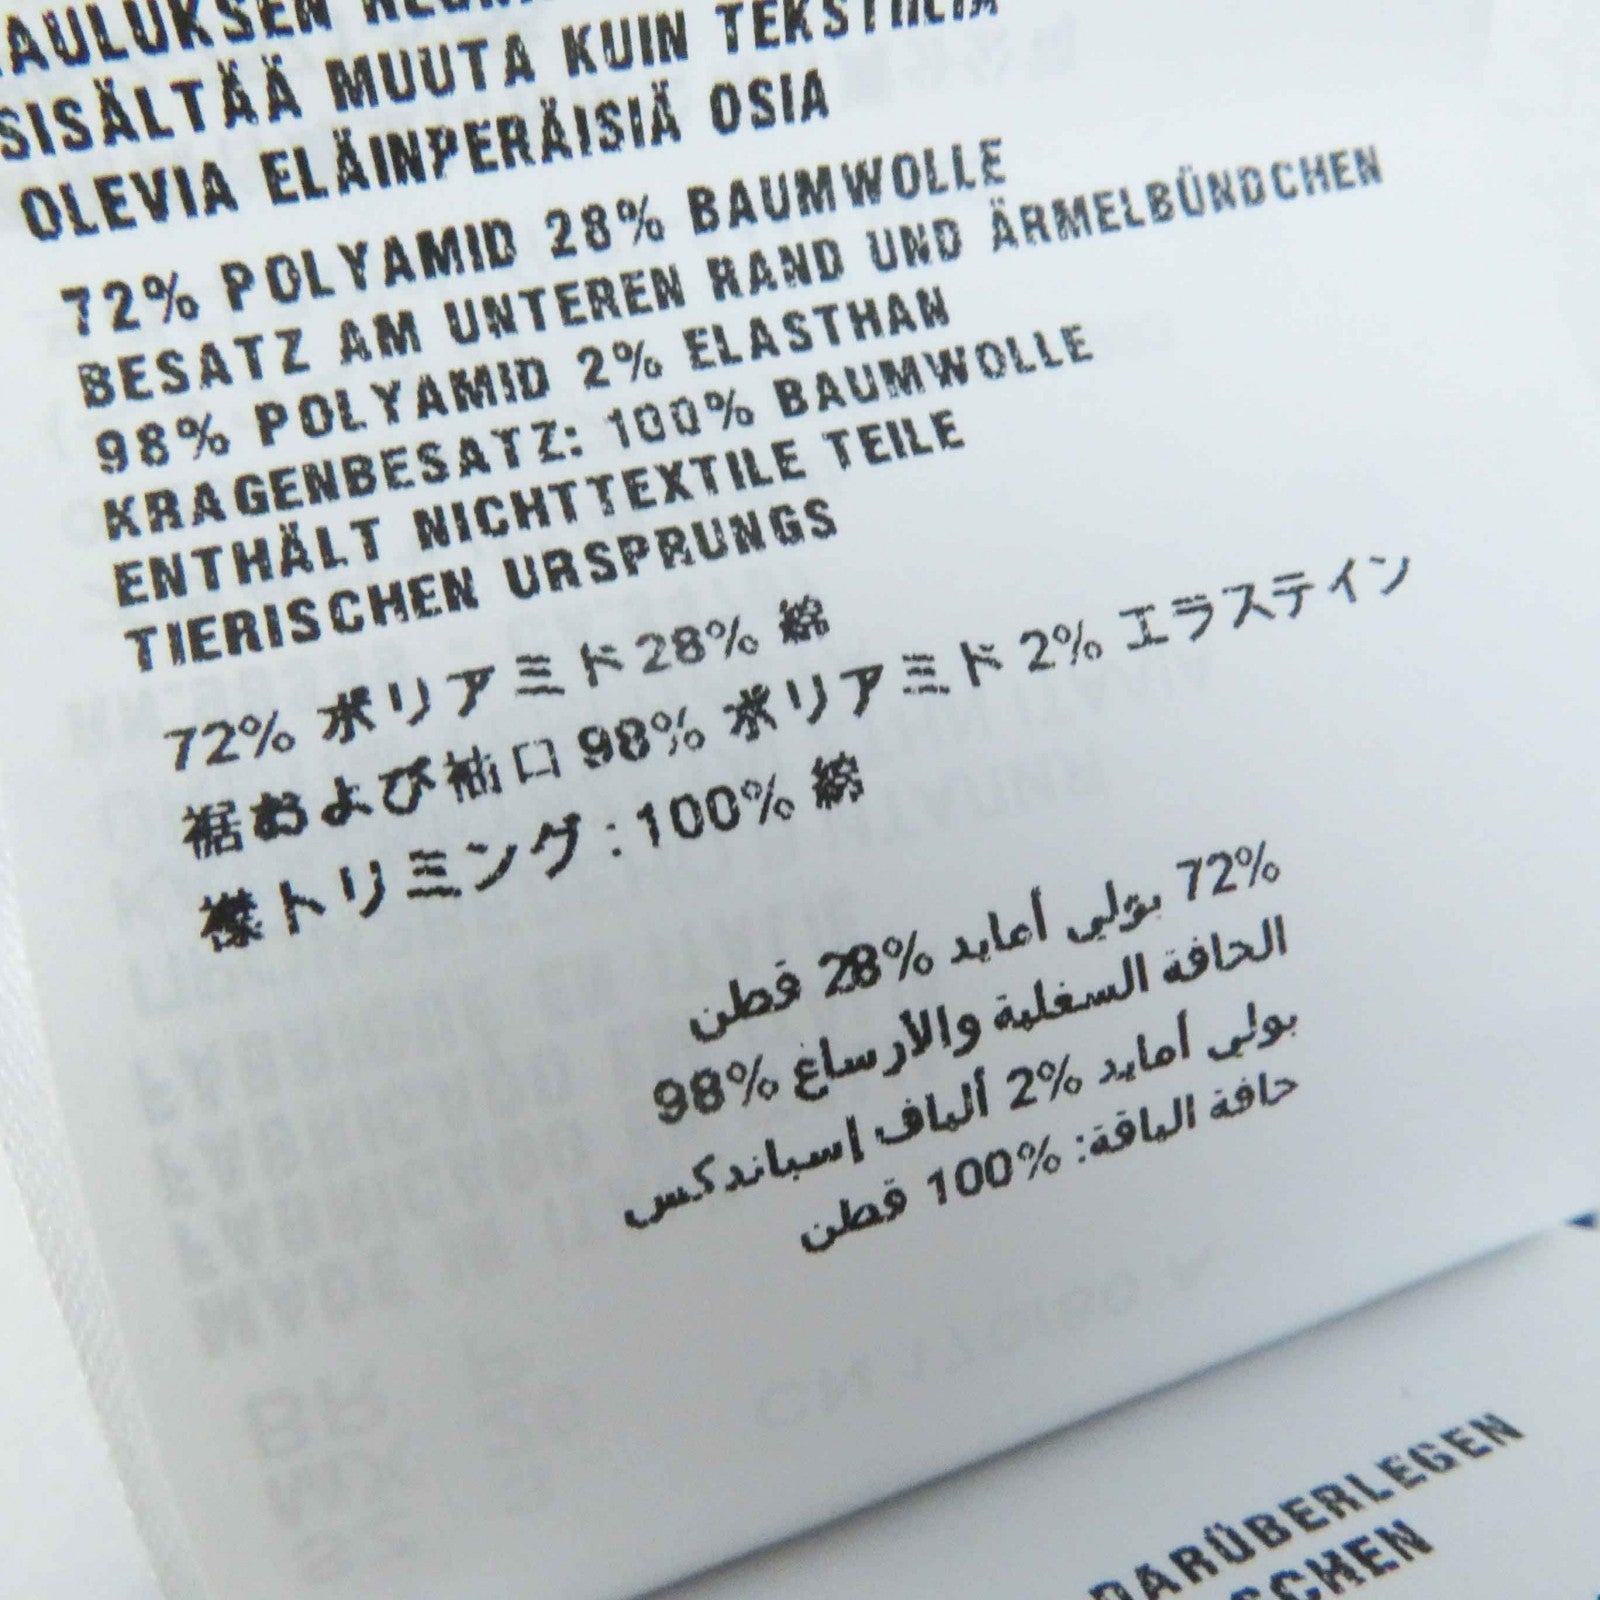 SISÄLTÄÄ MUUTA KUIN TEKSTIILIÄ
OLEVIA ELÄINPERÄISIÄ OSIA
72% POLYAMID 28% BAUMWOLLE
BESATZ AM UNTEREN RAND UND ÄRMELBÜNDCHEN
98% POLYAMID 2% ELASTHAN
KRAGENBESATZ: 100% BAUMWOLLE
ENTHÄLT NICHTTEXTILE TEILE
TIERISCHEN URSPRUNGS
72% ポリアミド 28% 綿
裾および袖口 98% ポリアミド 2% エラスティン
襟トリミング : 100% 綿
72% بولي أمايد 28% قطن
الحافة السفلية والأرساغ 98%
بولي أمايد 2% ألياف إسباندكس
حافة الياقة: 100% قطن
DARÜBERLEGEN